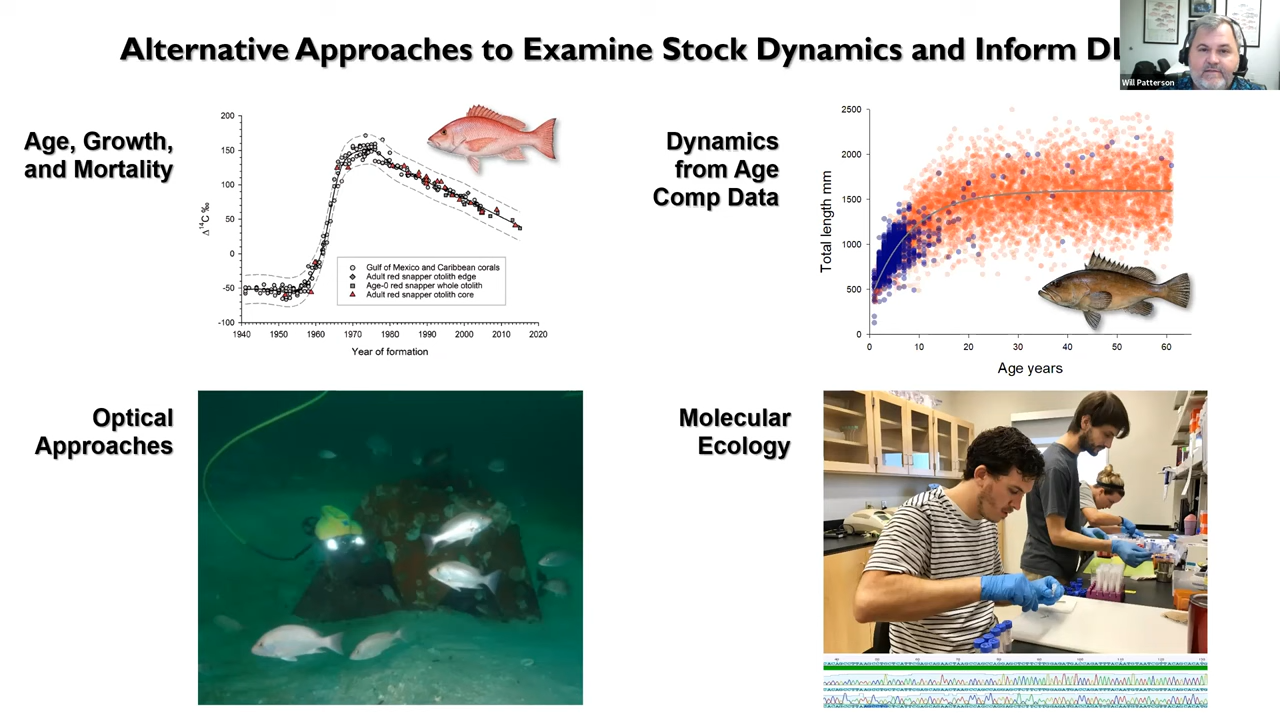 Alternative Approaches to Examine Stock Dynamics and Inform
Will Patterson
Age, Growth,
and Mortality
200
150
100
50
0
-50
-100
Δ 14C ‰
1940 1950 1960 1970 1980 1990 2000 2010 2020
Year of formation
Gulf of Mexico and Caribbean corals
Adult red snapper otolith edge
Age-0 red snapper whole otolith
Adult red snapper otolith core
Dynamics
from Age
Comp Data
2500
2000
1500
1000
500
0
Total length mm
0 10 20 30 40 50 60
Age years
Optical
Approaches
Molecular
Ecology